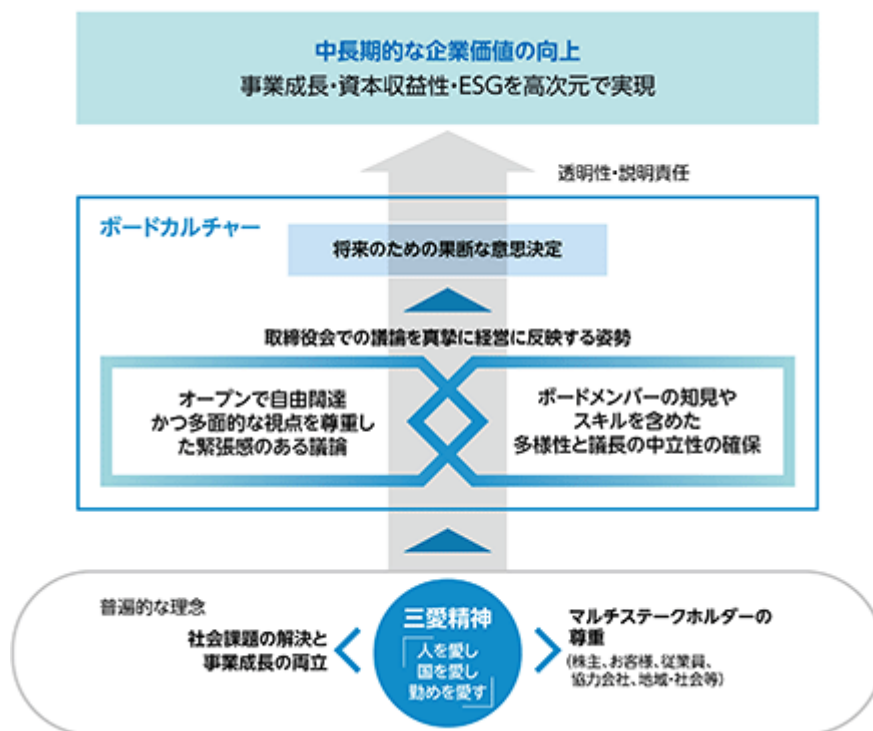 中長期的な企業価値の向上
事業成長・資本収益性・ESGを高次元で実現
透明性・説明責任
ボードカルチャー
将来のための果断な意思決定
取締役会での議論を真摯に経営に反映する姿勢
オープンで自由闊達
かつ多面的な視点を尊重し
た緊張感のある議論
ボードメンバーの知見や
スキルを含めた
多様性と議長の中立性の確保
普遍的な理念
社会課題の解決と
事業成長の両立
三愛精神
「人を愛し
国を愛し
勤めを愛す」
マルチステークホルダーの
尊重
(株主、お客様、従業員、
協力会社、地域・社会等)